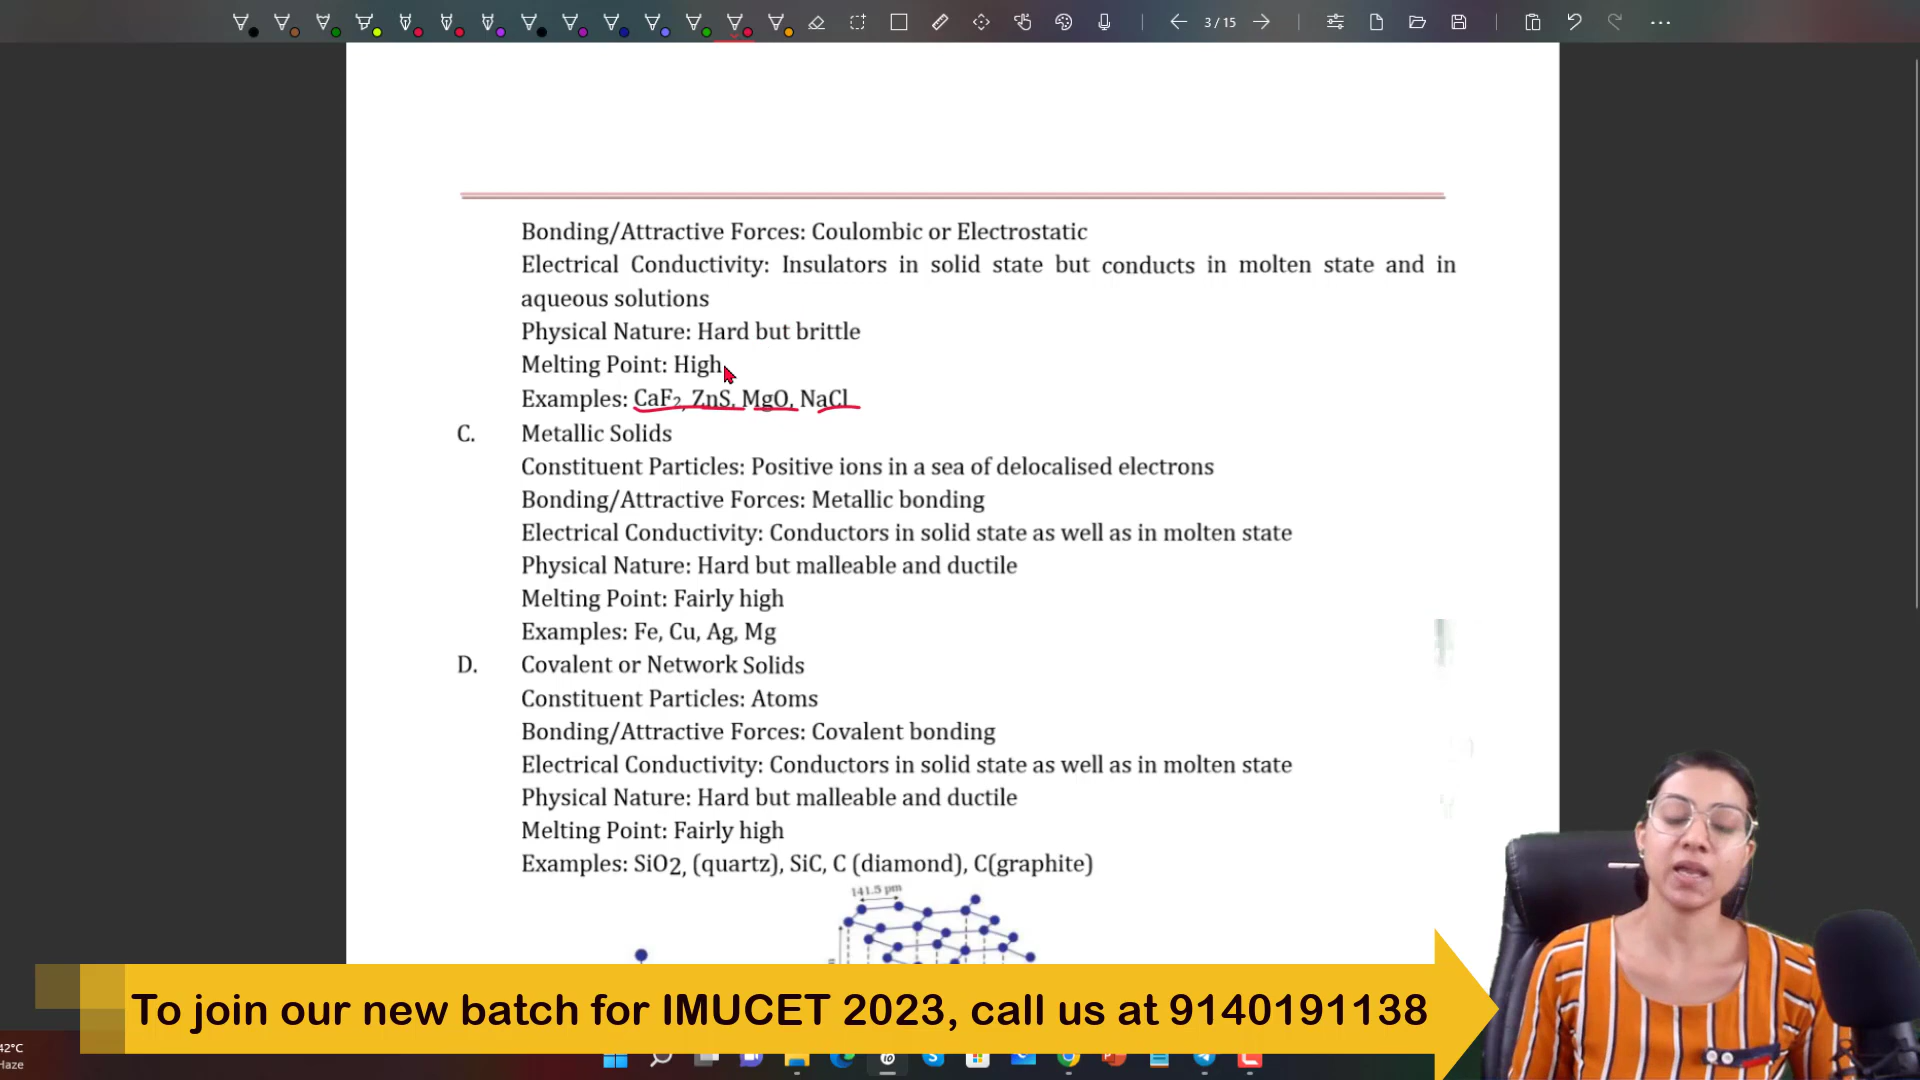 3 / 15
Bonding/Attractive Forces: Coulombic or Electrostatic
Electrical Conductivity: Insulators in solid state but conducts in molten state and in
aqueous solutions
Physical Nature: Hard but brittle
Melting Point: High
Examples: CaF₂, ZnS, MgO, NaCl
C. Metallic Solids
Constituent Particles: Positive ions in a sea of delocalised electrons
Bonding/Attractive Forces: Metallic bonding
Electrical Conductivity: Conductors in solid state as well as in molten state
Physical Nature: Hard but malleable and ductile
Melting Point: Fairly high
Examples: Fe, Cu, Ag, Mg
D. Covalent or Network Solids
Constituent Particles: Atoms
Bonding/Attractive Forces: Covalent bonding
Electrical Conductivity: Conductors in solid state as well as in molten state
Physical Nature: Hard but malleable and ductile
Melting Point: Fairly high
Examples: SiO₂, (quartz), SiC, C (diamond), C(graphite)
141.5 pm
To join our new batch for IMUCET 2023, call us at 9140191138
42°C
Haze